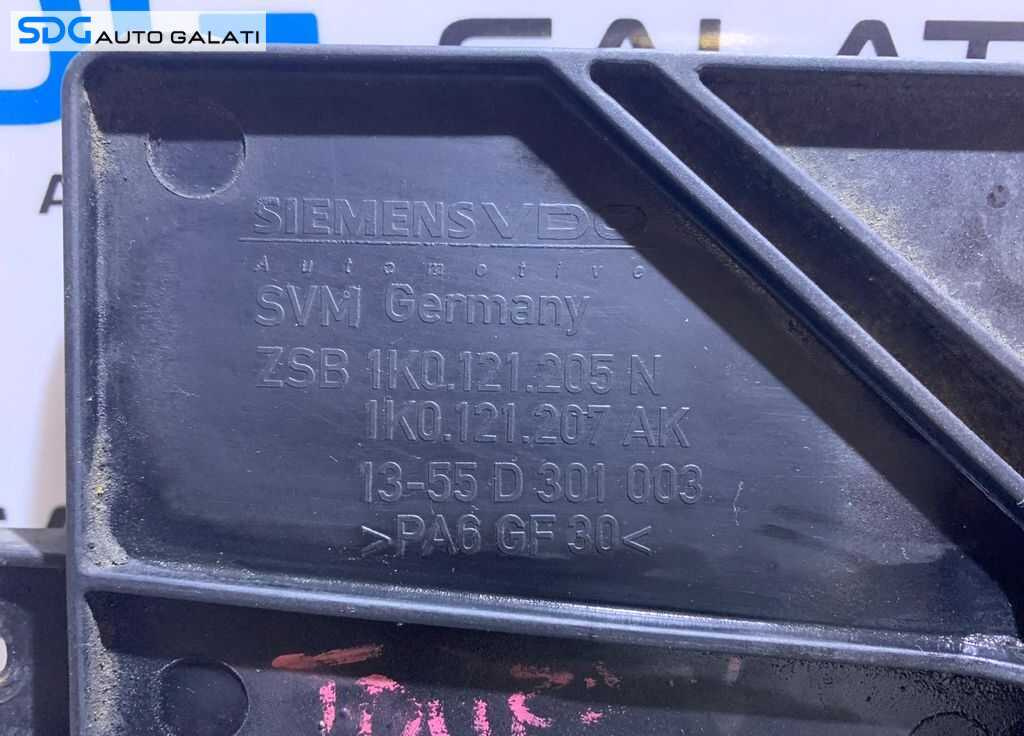 SDG AUTO GALATI
SIEMENS VDO
Automotive
SVM Germany
ZSB 1K0.121.205 N
1K0.121.207 AK
13-55 D 301 003
>PA6 GF 30<